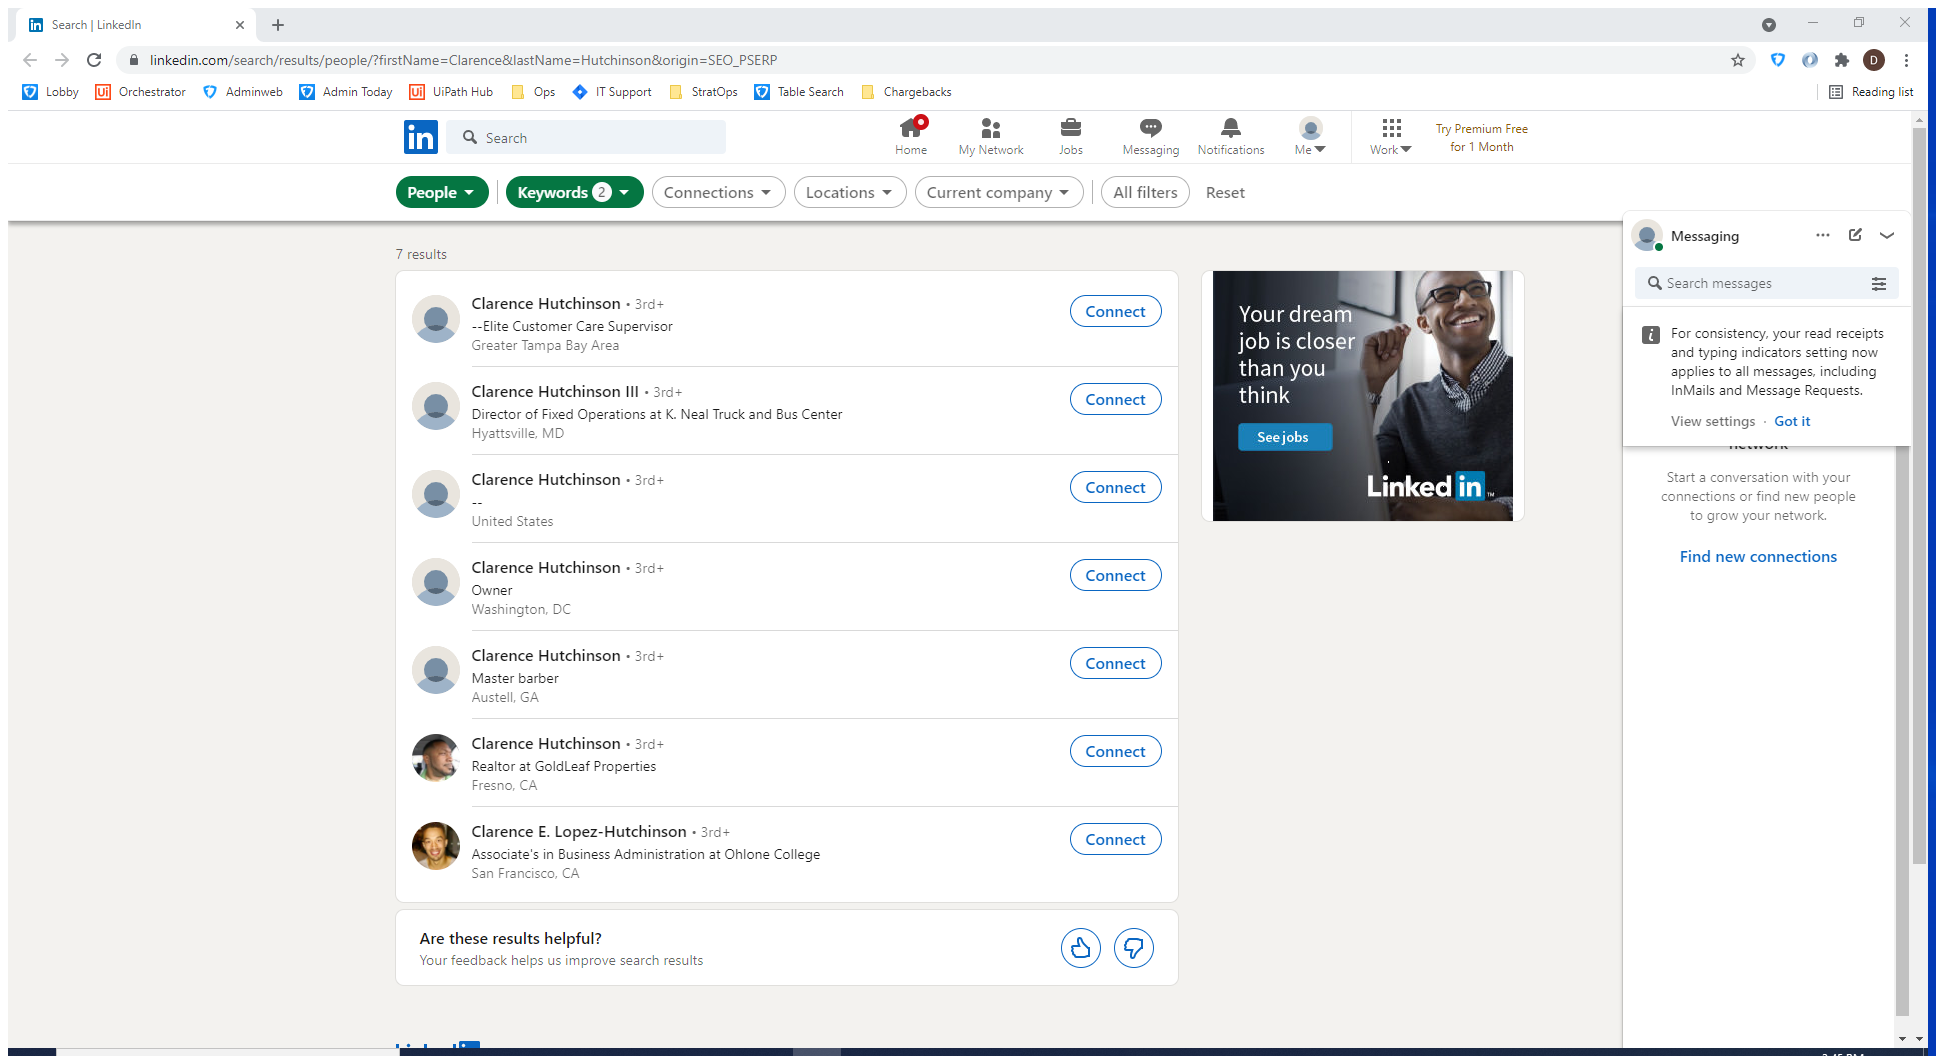 Search | LinkedIn
linkedin.com/search/results/people/?firstName=Clarence&lastName=Hutchinson&origin=SEO_PSERP
D
Lobby
Orchestrator
Adminweb
Admin Today
UiPath Hub
Ops
IT Support
StratOps
Table Search
Chargebacks
Reading list
in
Search
Home
My Network
Jobs
Messaging
Notifications
Me
Work
Try Premium Free
for 1 Month
People
Keywords 2
Connections
Locations
Current company
All filters
Reset
7 results
Clarence Hutchinson • 3rd+
--Elite Customer Care Supervisor
Greater Tampa Bay Area
Connect
Clarence Hutchinson III • 3rd+
Director of Fixed Operations at K. Neal Truck and Bus Center
Hyattsville, MD
Connect
Clarence Hutchinson • 3rd+
--
United States
Connect
Clarence Hutchinson • 3rd+
Owner
Washington, DC
Connect
Clarence Hutchinson • 3rd+
Master barber
Austell, GA
Connect
Clarence Hutchinson • 3rd+
Realtor at GoldLeaf Properties
Fresno, CA
Connect
Clarence E. Lopez-Hutchinson • 3rd+
Associate's in Business Administration at Ohlone College
San Francisco, CA
Connect
Are these results helpful?
Your feedback helps us improve search results
Your dream
job is closer
than you
think
See jobs
Linked in ™
Messaging
Search messages
For consistency, your read receipts
and typing indicators setting now
applies to all messages, including
InMails and Message Requests.
View settings · Got it
network
Start a conversation with your
connections or find new people
to grow your network.
Find new connections